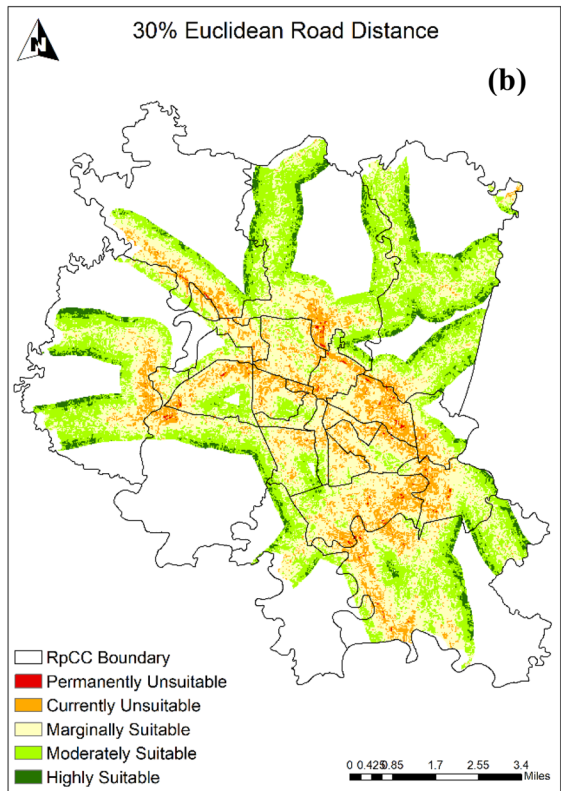 30% Euclidean Road Distance
N
(b)
RpCC Boundary
Permanently Unsuitable
Currently Unsuitable
Marginally Suitable
Moderately Suitable
Highly Suitable
0 0.425 0.85 1.7 2.55 3.4
Miles